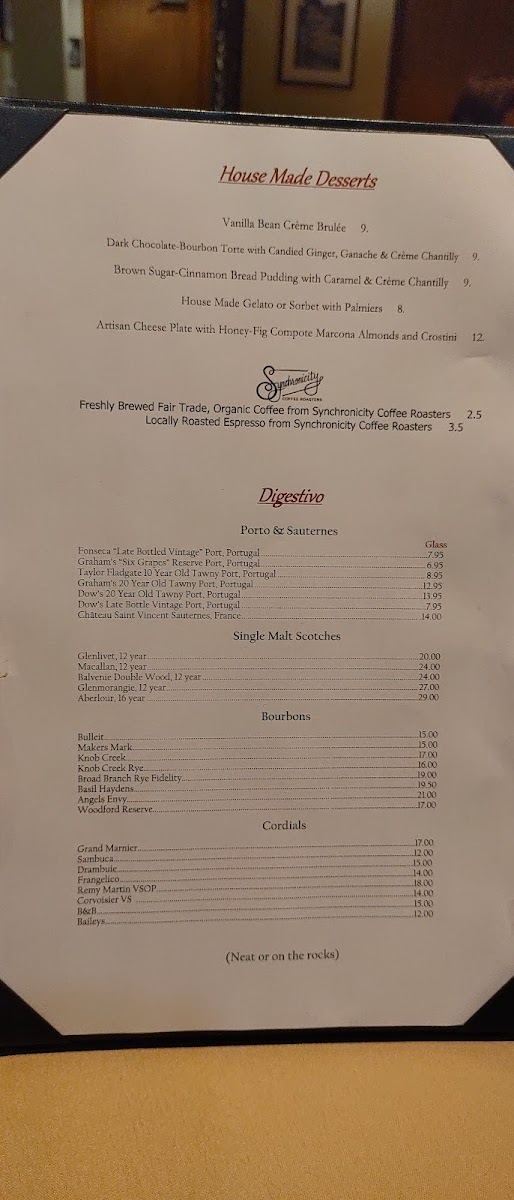 House Made Desserts
Vanilla Bean Crème Brulée 9.
Dark Chocolate-Bourbon Torte with Candied Ginger, Ganache & Crème Chantilly 9.
Brown Sugar-Cinnamon Bread Pudding with Caramel & Crème Chantilly 9.
House Made Gelato or Sorbet with Palmiers 8.
Artisan Cheese Plate with Honey-Fig Compote Marcona Almonds and Crostini 12.
Synchronicity
COFFEE ROASTERS
Freshly Brewed Fair Trade, Organic Coffee from Synchronicity Coffee Roasters 2.5
Locally Roasted Espresso from Synchronicity Coffee Roasters 3.5
Digestivo
Porto & Sauternes
Glass
Fonseca "Late Bottled Vintage" Port, Portugal 7.95
Graham's "Six Grapes" Reserve Port, Portugal 6.95
Taylor Fladgate 10 Year Old Tawny Port, Portugal 8.95
Graham's 20 Year Old Tawny Port, Portugal 12.95
Dow's 20 Year Old Tawny Port, Portugal 13.95
Dow's Late Bottle Vintage Port, Portugal 7.95
Château Saint Vincent Sauternes, France 14.00
Single Malt Scotches
Glenlivet, 12 year 20.00
Macallan, 12 year 24.00
Balvenie Double Wood, 12 year 24.00
Glenmorangie, 12 year 27.00
Aberlour, 16 year 29.00
Bourbons
Bulleit 15.00
Makers Mark 15.00
Knob Creek 17.00
Knob Creek Rye 16.00
Broad Branch Rye Fidelity 19.00
Basil Haydens 19.50
Angels Envy 21.00
Woodford Reserve 17.00
Cordials
Grand Marnier 17.00
Sambuca 12.00
Drambuie 15.00
Frangelico 14.00
Remy Martin VSOP 18.00
Corvoisier VS 14.00
B&B 15.00
Baileys 12.00
(Neat or on the rocks)